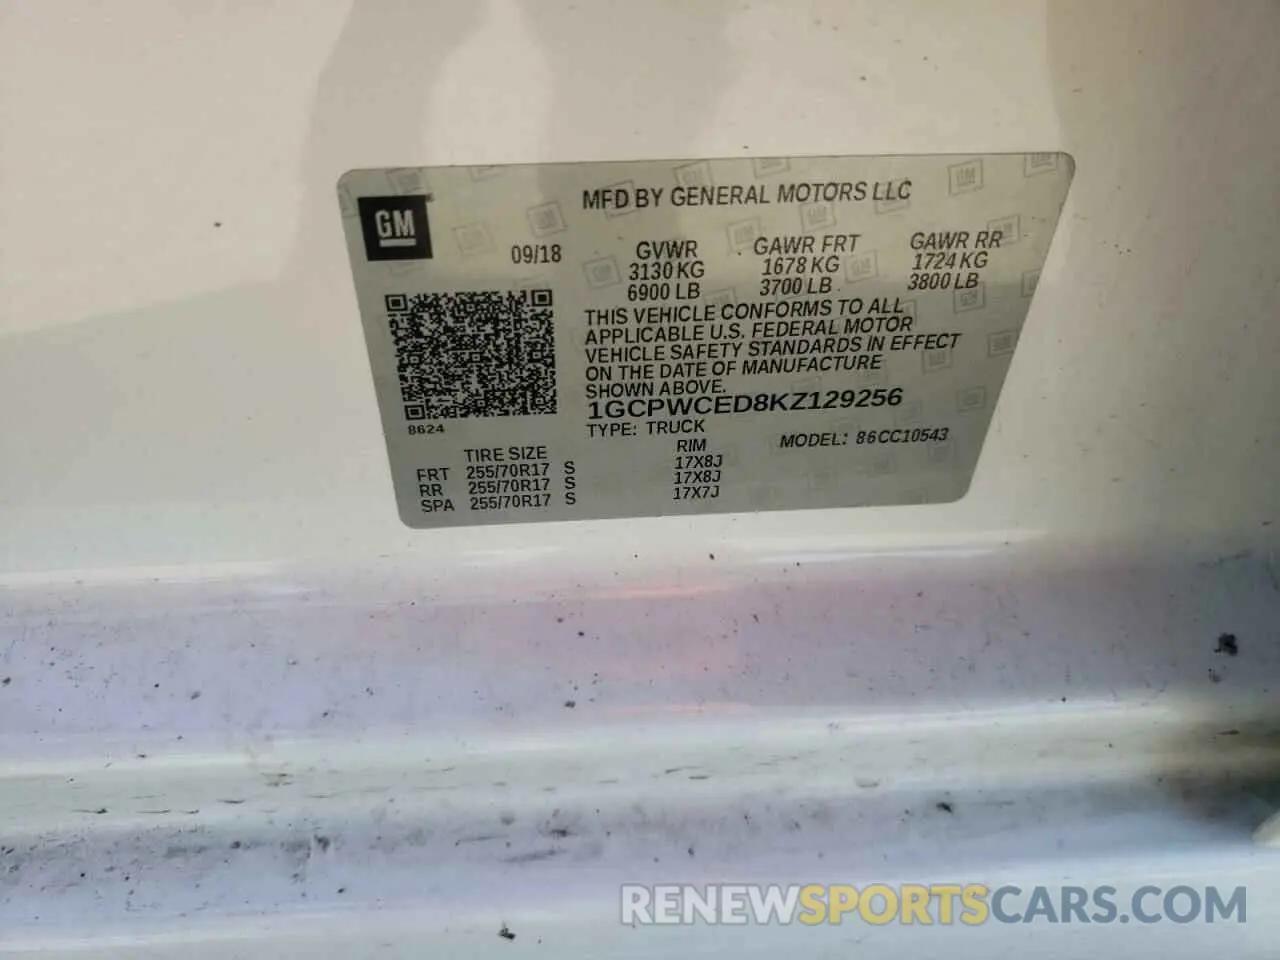 MFD BY GENERAL MOTORS LLC
GM
09/18
GVWR GAWR FRT GAWR RR
3130 KG 1678 KG 1724 KG
6900 LB 3700 LB 3800 LB
THIS VEHICLE CONFORMS TO ALL
APPLICABLE U.S. FEDERAL MOTOR
VEHICLE SAFETY STANDARDS IN EFFECT
ON THE DATE OF MANUFACTURE
SHOWN ABOVE.
1GCPWCED8KZ129256
8624
TYPE: TRUCK MODEL: 86CC10543
TIRE SIZE RIM
FRT 255/70R17 S 17X8J
RR 255/70R17 S 17X8J
SPA 255/70R17 S 17X7J
RENEWSPORTSCARS.COM